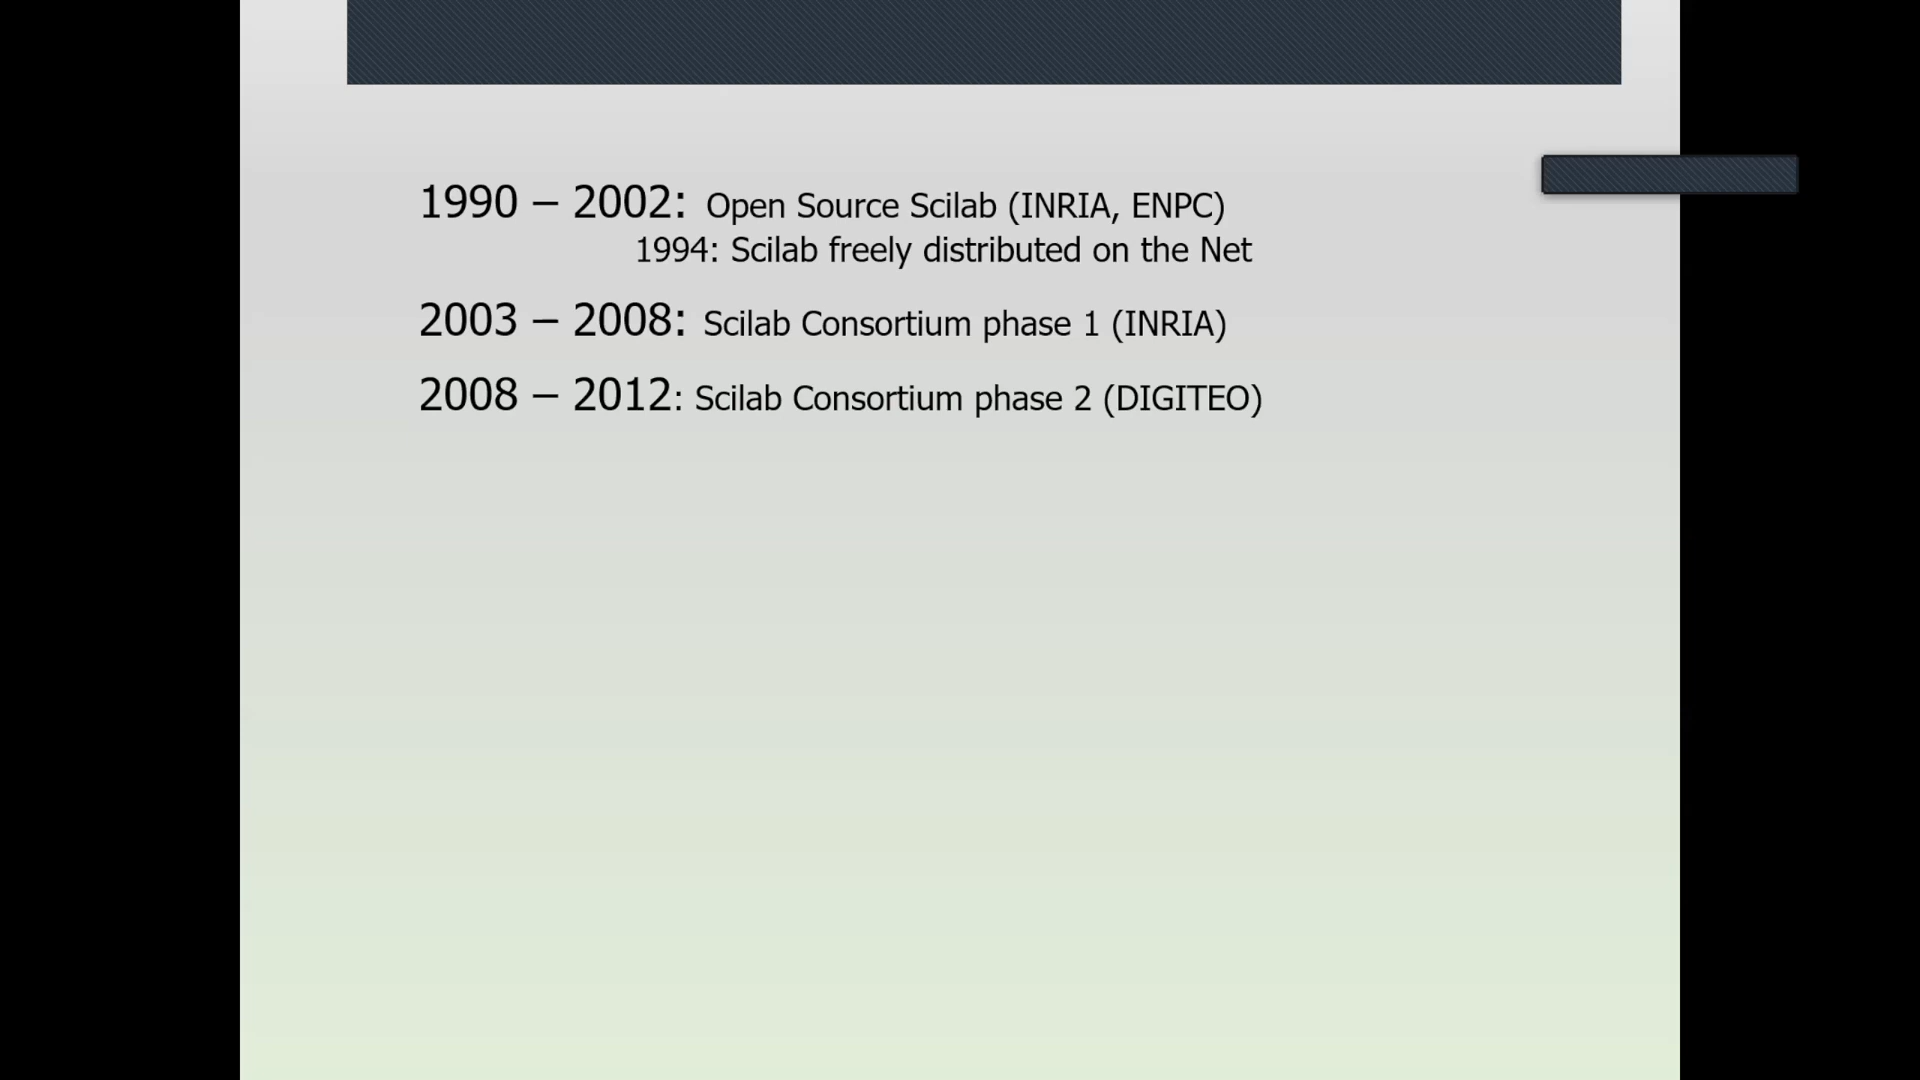 1990 – 2002: Open Source Scilab (INRIA, ENPC)
1994: Scilab freely distributed on the Net
2003 – 2008: Scilab Consortium phase 1 (INRIA)
2008 – 2012: Scilab Consortium phase 2 (DIGITEO)